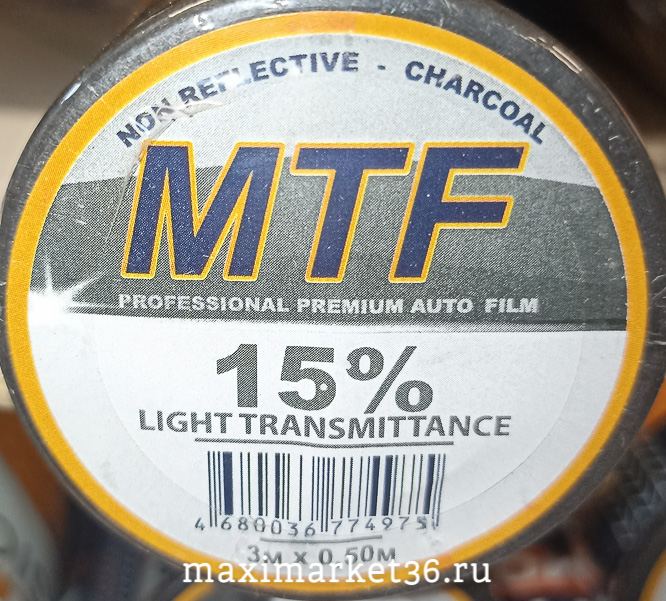 NON REFLECTIVE - CHARCOAL
MTF
PROFESSIONAL PREMIUM AUTO FILM
15%
LIGHT TRANSMITTANCE
4 680036 774975
3м х 0,50м
maximarket36.ru